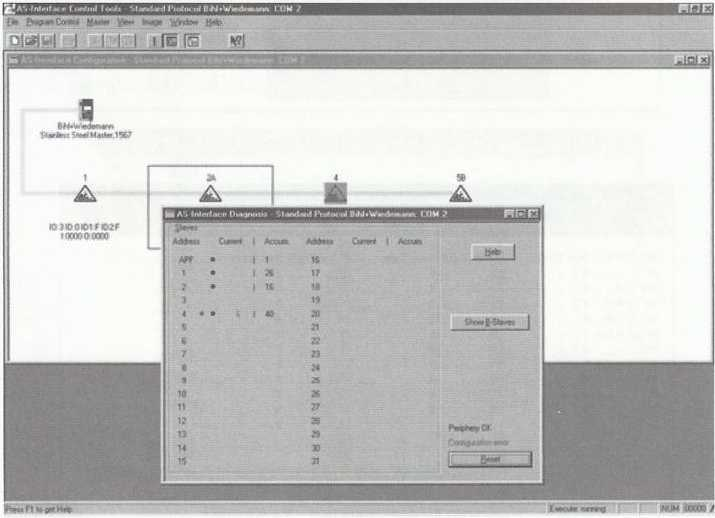 AS-Interface Control Tools - Standard Protocol Bihl+Wiedemann: COM 2
File Program Control Master View Image Window Help
AS-Interface Configuration - Standard Protocol Bihl+Wiedemann: COM 2
Bihl+Wiedemann
Stainless Steel Master,1567
1 2A 4 5B
IO:3 ID:0 ID1:F ID2:F
I:0000 O:0000
AS-Interface Diagnosis - Standard Protocol Bihl+Wiedemann: COM 2
Slaves
Address Current | Accum. Address Current | Accum.
APF | 1 16
1 | 26 17
2 | 16 18
3 19
4 | 40 20
5 21
6 22
7 23
8 24
9 25
10 26
11 27
12 28
13 29
14 30
15 31
Help
Show B-Slaves
Periphery OK
Configuration error
Reset
Press F1 to get Help. Execute: running NUM 00000